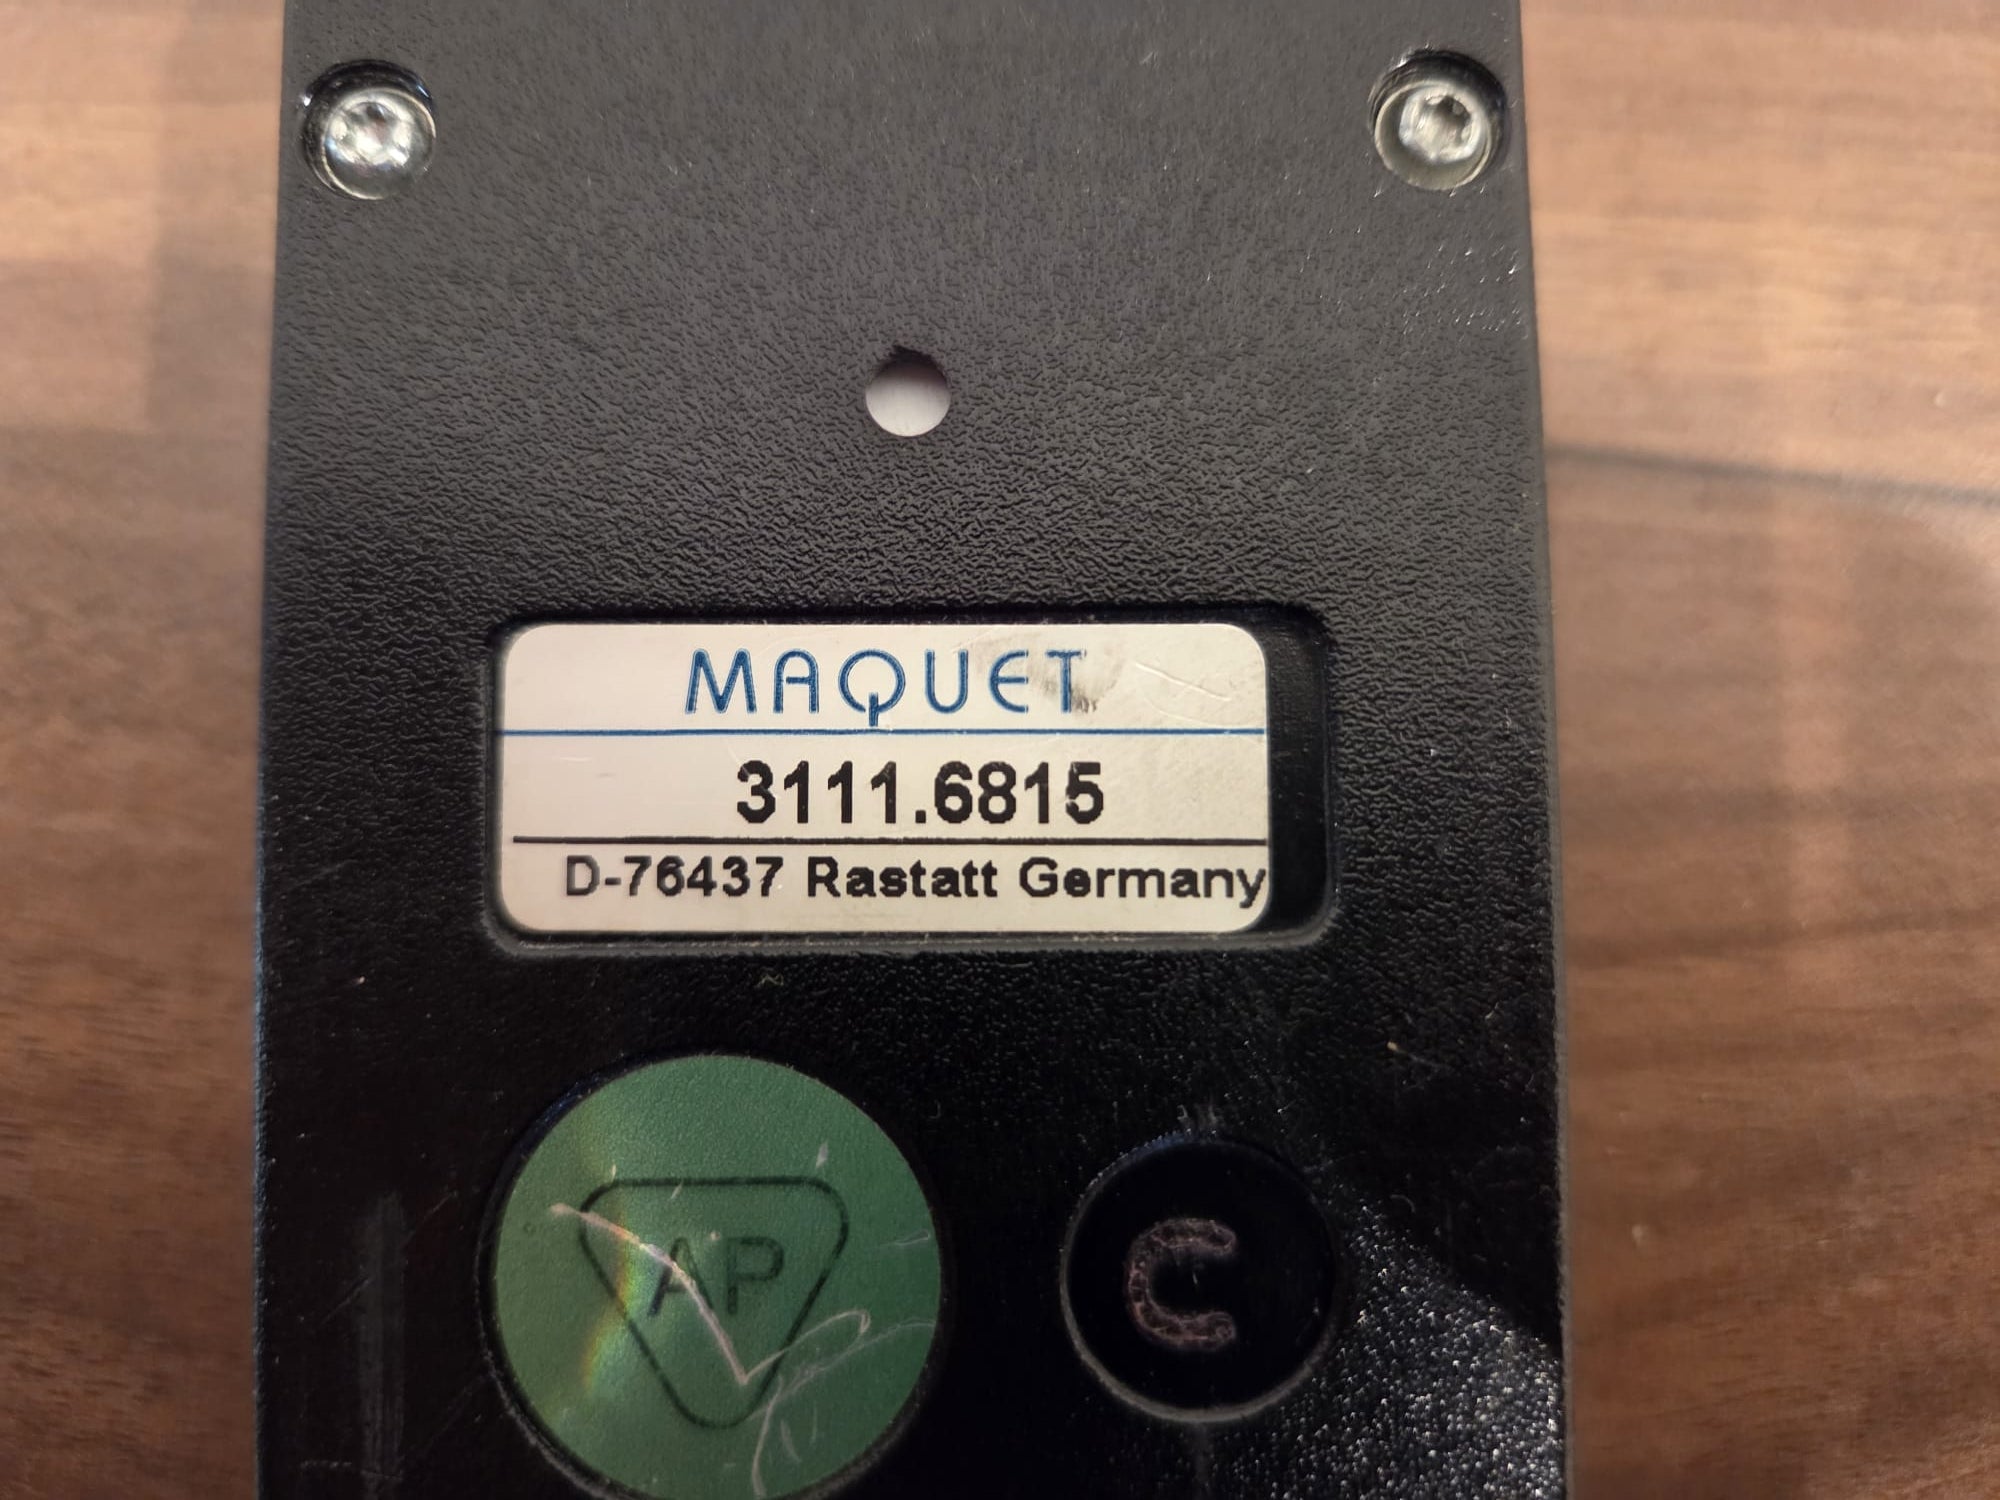 MAQUET
3111.6815
D-76437 Rastatt Germany
AP
C